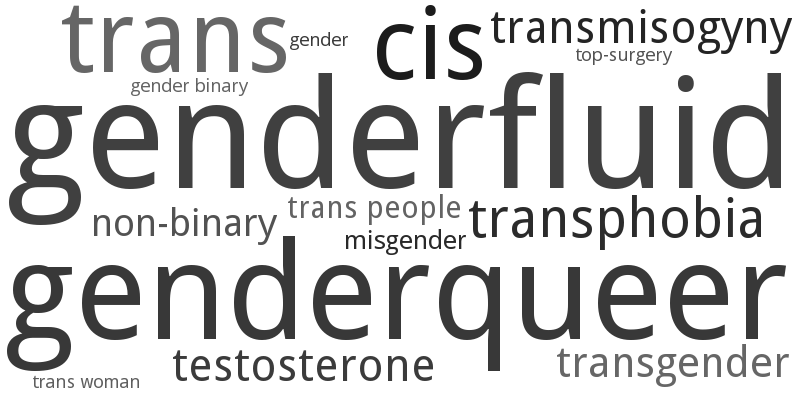 trans
gender
cis
transmisogyny
top-surgery
gender binary
genderfluid
non-binary
trans people
transphobia
misgender
genderqueer
testosterone
transgender
trans woman